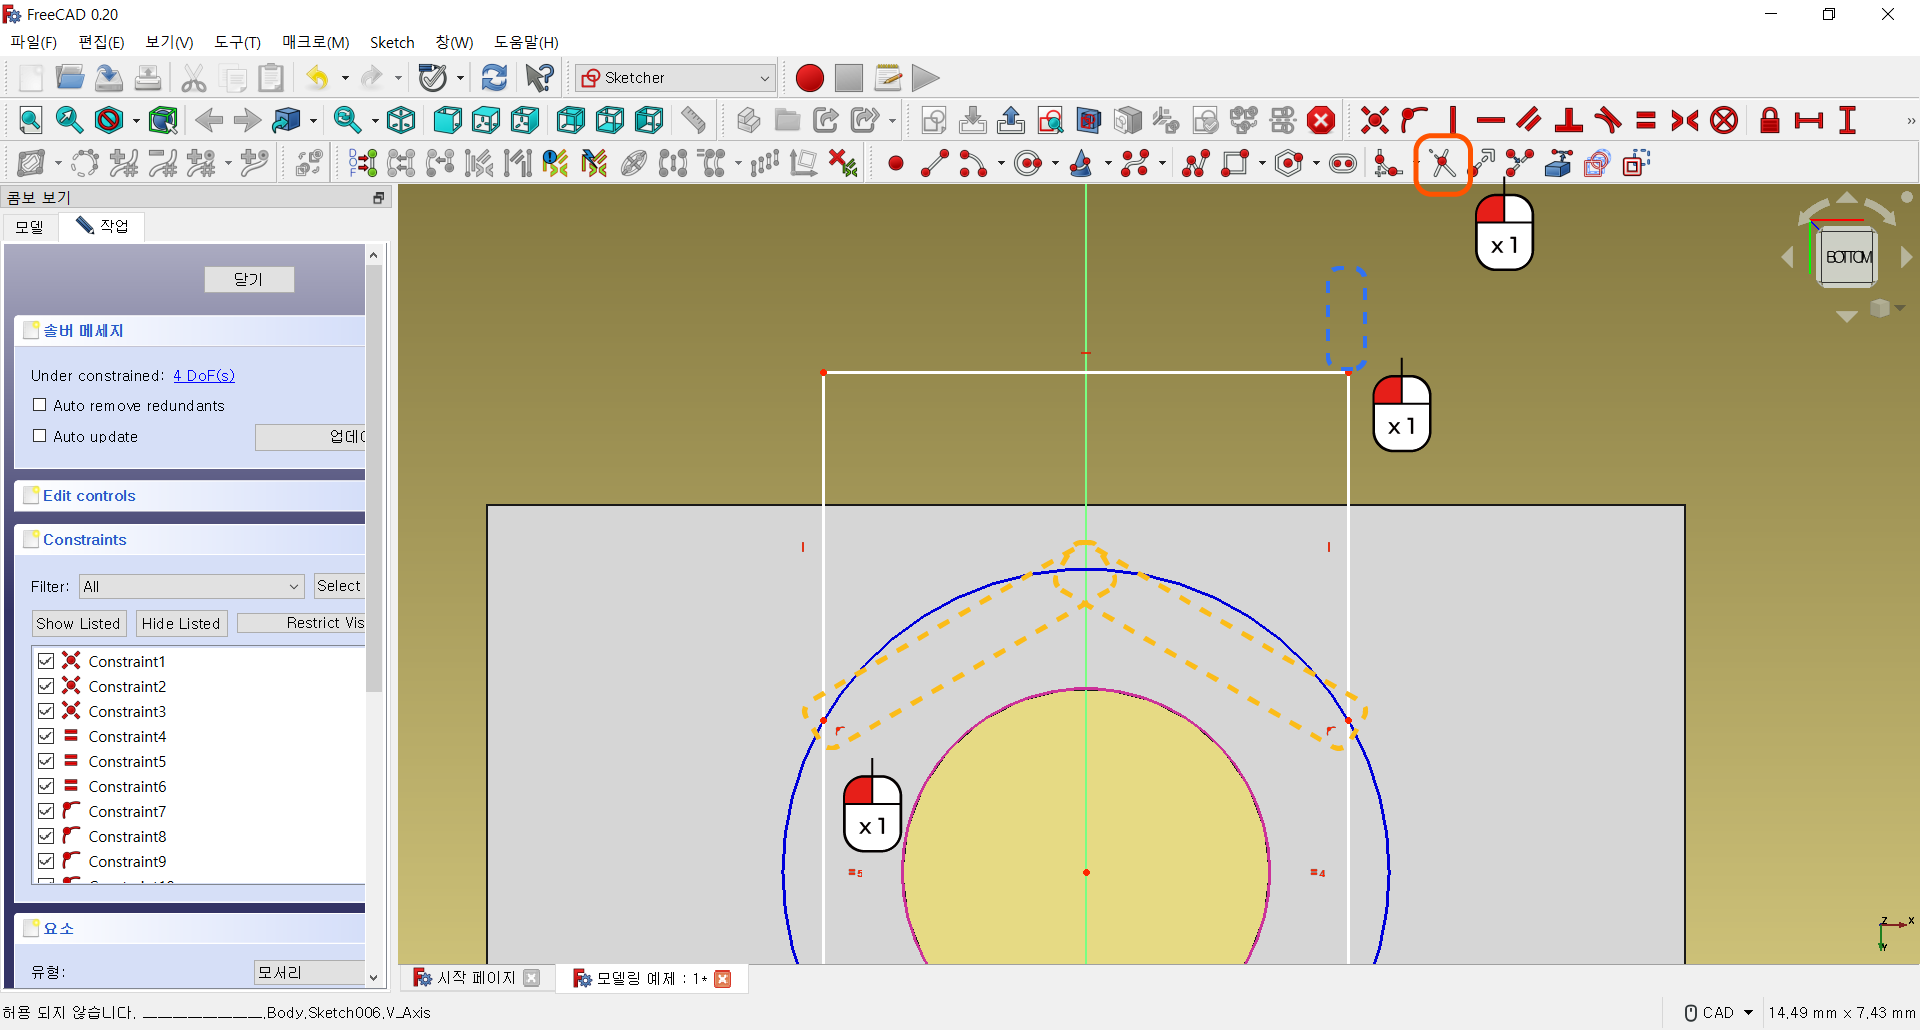 FreeCAD 0.20
파일(F) 편집(E) 보기(V) 도구(T) 매크로(M) Sketch 창(W) 도움말(H)
Sketcher
콤보 보기
모델 작업
닫기
솔버 메세지
Under constrained: 4 DoF(s)
Auto remove redundants
Auto update
Edit controls
Constraints
Filter: All Select
Show Listed Hide Listed Restrict Vis
Constraint1
Constraint2
Constraint3
Constraint4
Constraint5
Constraint6
Constraint7
Constraint8
Constraint9
요소
유형: 모서리
x 1
BOTTOM
x 1
x 1
=5
=4
Z X
Y
시작 페이지
모델링 예제 : 1*
허용 되지 않습니다. ________________.Body.Sketch006.V_Axis
CAD 14.49 mm x 7.43 mm